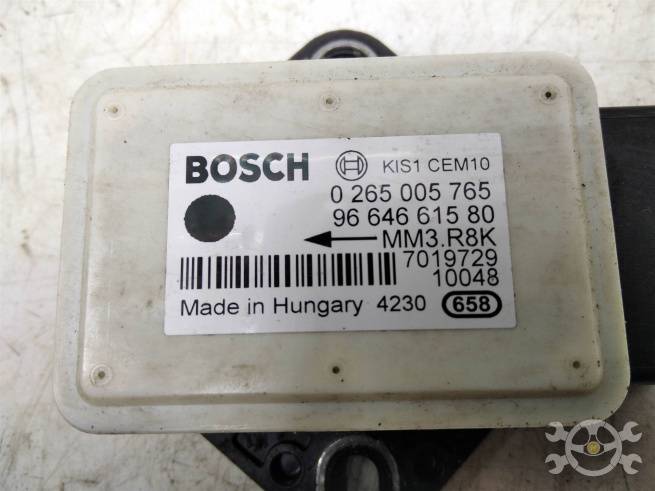 BOSCH KIS1 CEM10
0 265 005 765
96 646 615 80
MM3.R8K
7019729
10048
Made in Hungary 4230 658